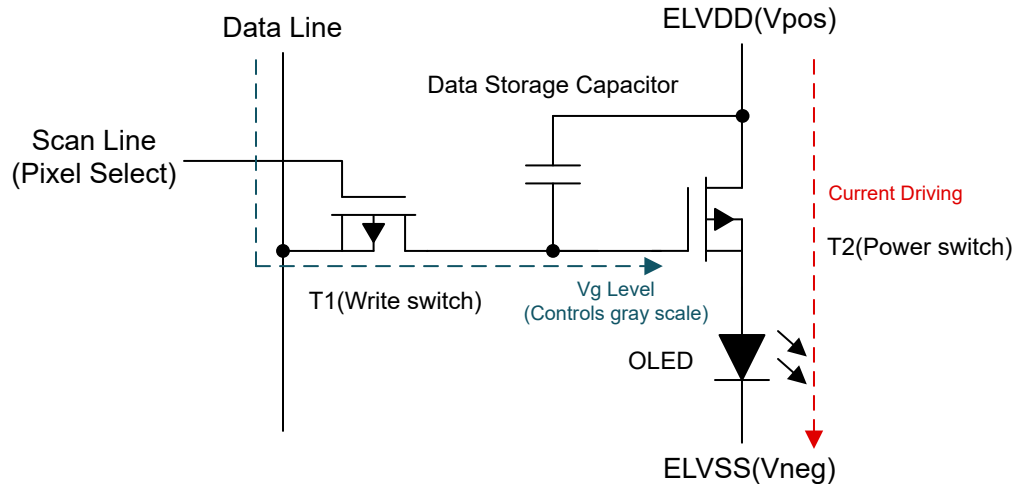 Data Line
ELVDD(Vpos)
Data Storage Capacitor
Scan Line
(Pixel Select)
Current Driving
T2(Power switch)
T1(Write switch)
Vg Level
(Controls gray scale)
OLED
ELVSS(Vneg)